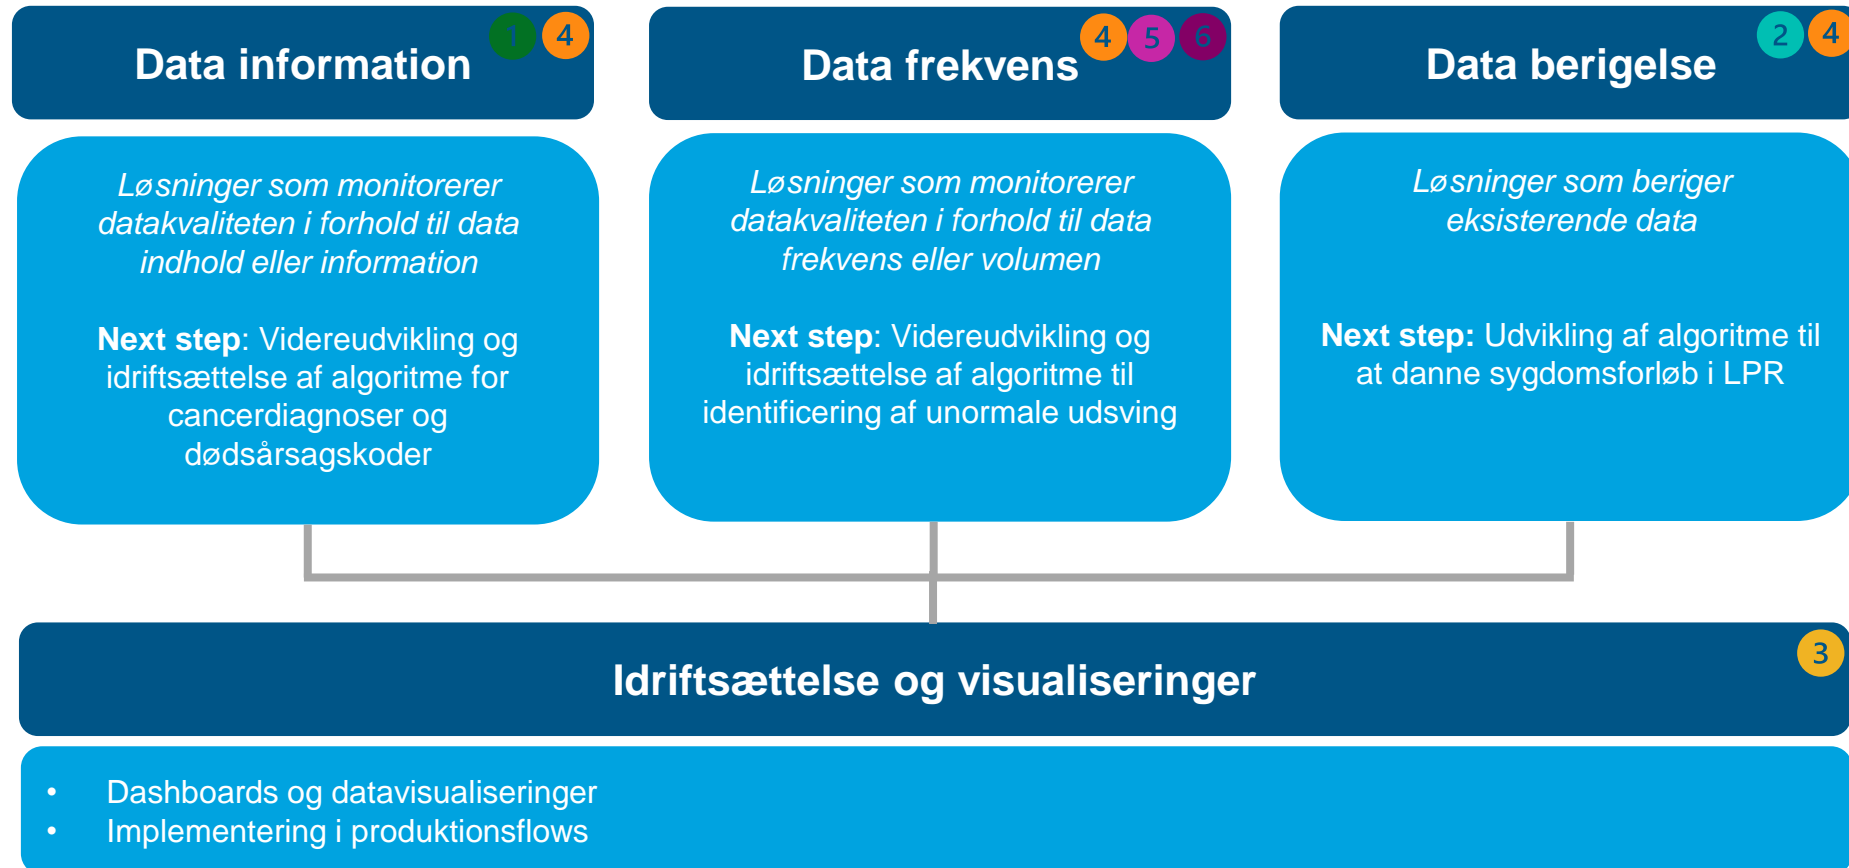 Data information
1 4
Løsninger som monitorerer
datakvaliteten i forhold til data
indhold eller information
Next step: Videreudvikling og
idriftsættelse af algoritme for
cancerdiagnoser og
dødsårsagskoder
Data frekvens
4 5 6
Løsninger som monitorerer
datakvaliteten i forhold til data
frekvens eller volumen
Next step: Videreudvikling og
idriftsættelse af algoritme til
identificering af unormale udsving
Data berigelse
2 4
Løsninger som beriger
eksisterende data
Next step: Udvikling af algoritme til
at danne sygdomsforløb i LPR
Idriftsættelse og visualiseringer
3
• Dashboards og datavisualiseringer
• Implementering i produktionsflows